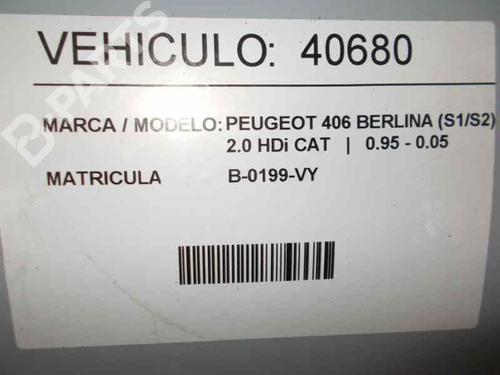 VEHICULO: 40680
MARCA / MODELO: PEUGEOT 406 BERLINA (S1/S2)
2.0 HDi CAT | 0.95 - 0.05
MATRICULA B-0199-VY
B-PARTS